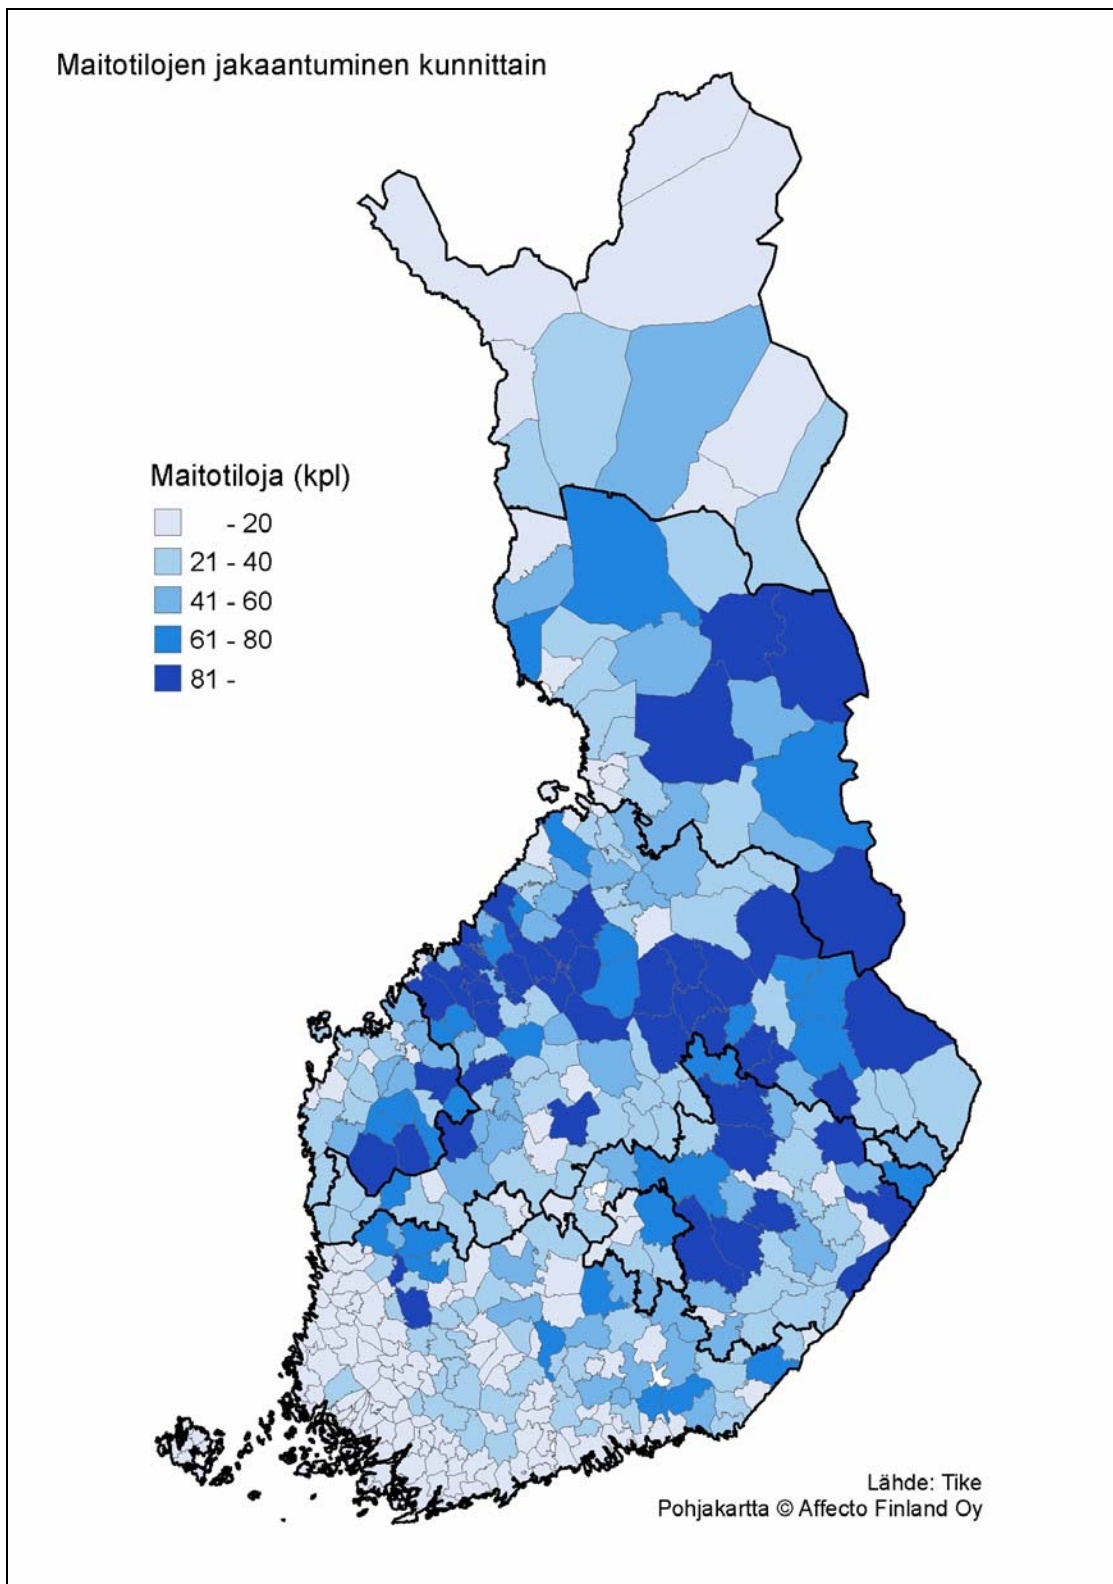 Maitotilojen jakaantuminen kunnittain
Maitotiloja (kpl)
- 20
21 - 40
41 - 60
61 - 80
81 -
Lähde: Tike
Pohjakartta © Affecto Finland Oy